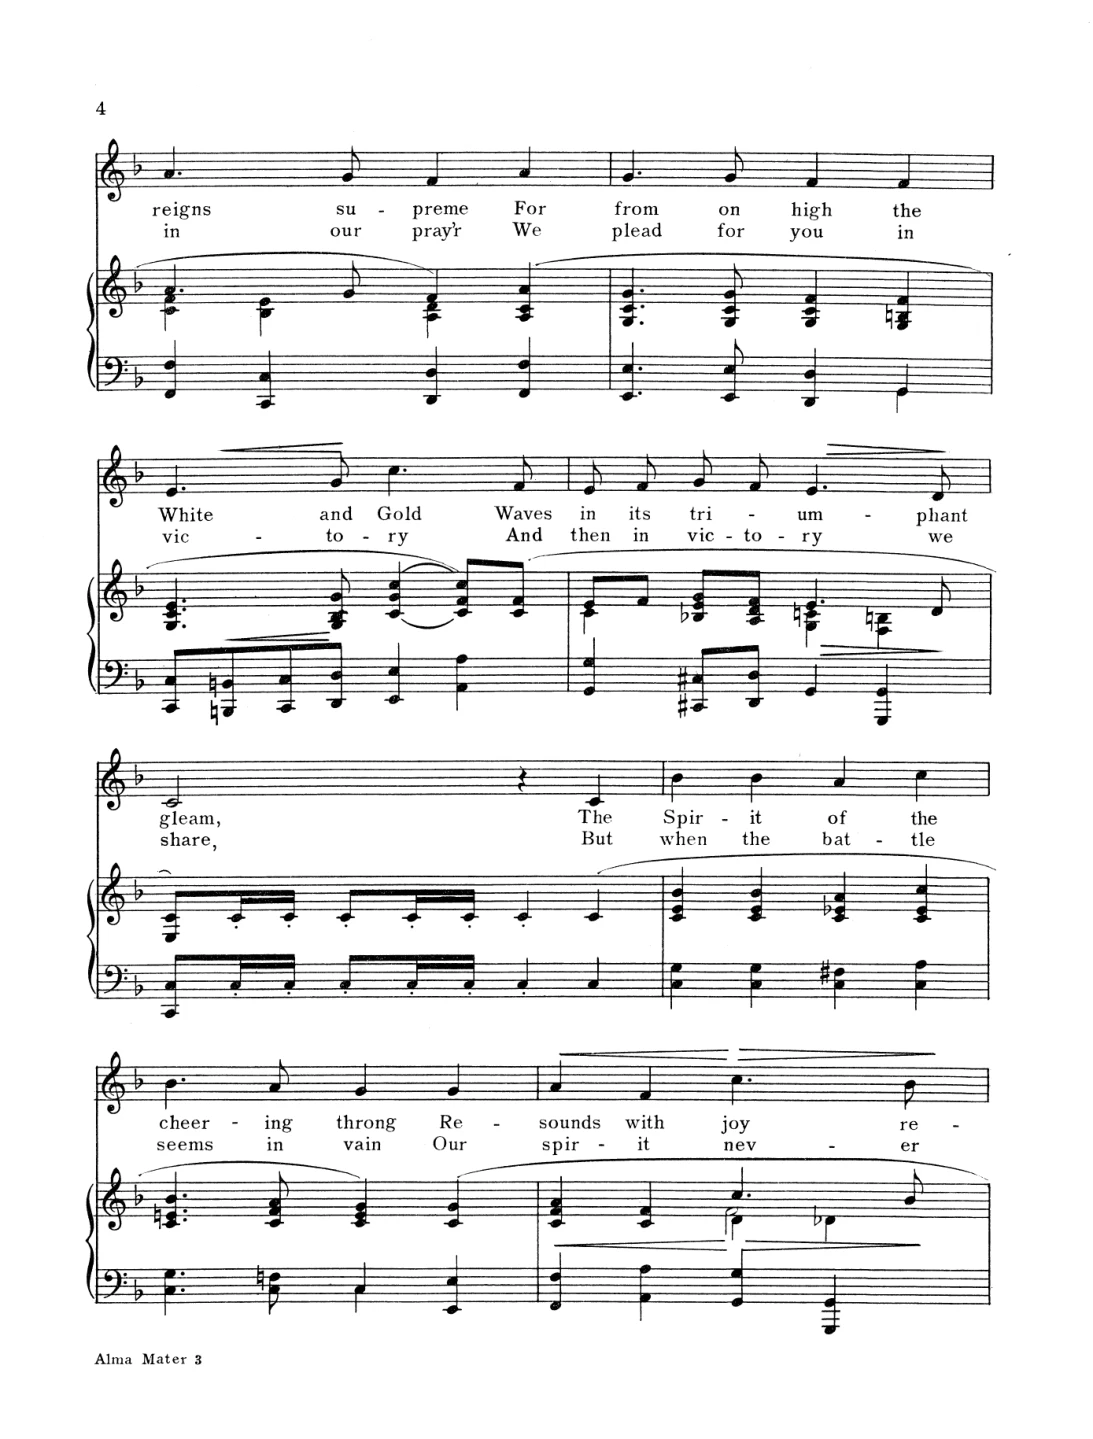 4
reigns su - preme For from on high the
in our pray'r We plead for you in
White and Gold Waves in its tri - um - phant
vic - to - ry And then in vic - to - ry we
gleam, The Spir - it of the
share, But when the bat - tle
cheer - ing throng Re - sounds with joy re -
seems in vain Our spir - it nev - er
Alma Mater 3